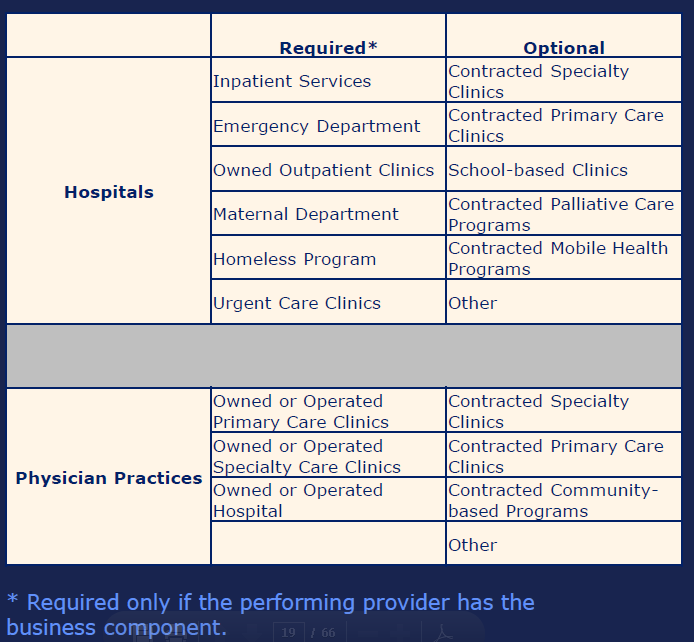 Required* Optional
Hospitals
Inpatient Services Contracted Specialty
Clinics
Emergency Department Contracted Primary Care
Clinics
Owned Outpatient Clinics School-based Clinics
Maternal Department Contracted Palliative Care
Programs
Homeless Program Contracted Mobile Health
Programs
Urgent Care Clinics Other
Physician Practices
Owned or Operated Contracted Specialty
Primary Care Clinics Clinics
Owned or Operated Contracted Primary Care
Specialty Care Clinics Clinics
Owned or Operated Contracted Community-
Hospital based Programs
Other
* Required only if the performing provider has the
business component.
19 / 66